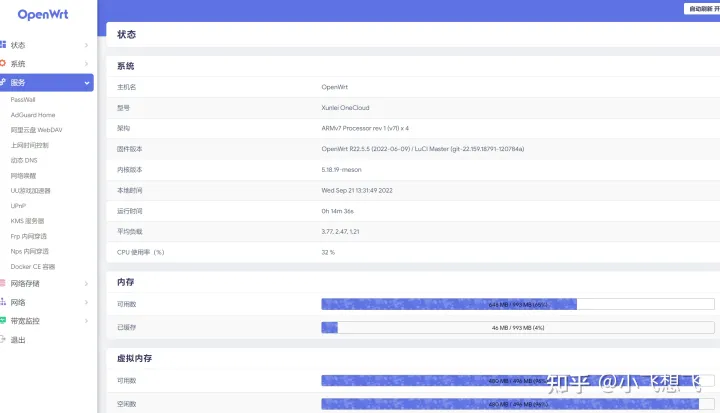 OpenWrt
自动刷新 开
状态
系统
服务
PassWall
AdGuard Home
阿里云盘 WebDAV
上网时间控制
动态 DNS
网络唤醒
UU游戏加速器
UPnP
KMS 服务器
Frp 内网穿透
Nps 内网穿透
Docker CE 容器
网络存储
网络
带宽监控
退出
状态
系统
主机名 OpenWrt
型号 Xunlei OneCloud
架构 ARMv7 Processor rev 1 (v7l) x 4
固件版本 OpenWrt R22.5.5 (2022-06-09) / LuCI Master (git-22.159.18791-120784a)
内核版本 5.18.19-meson
本地时间 Wed Sep 21 13:31:49 2022
运行时间 0h 14m 36s
平均负载 3.77, 2.47, 1.21
CPU 使用率（%） 32 %
内存
可用数 645 MB / 993 MB (65%)
已缓存 46 MB / 993 MB (4%)
虚拟内存
可用数 480 MB / 496 MB (96%)
空闲数 480 MB / 496 MB (96%)
知乎 @小飞想飞